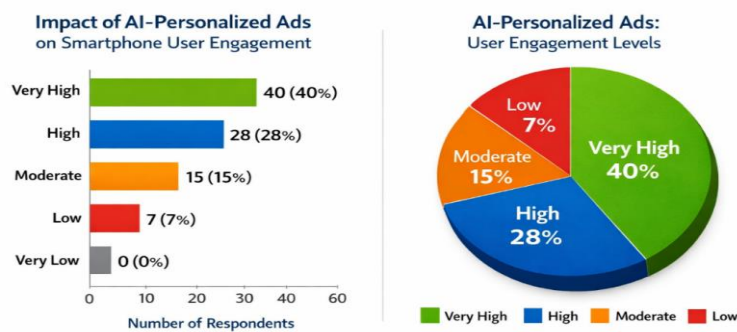 Impact of AI-Personalized Ads
on Smartphone User Engagement
Very High
40 (40%)
High
28 (28%)
Moderate
15 (15%)
Low
7 (7%)
Very Low
0 (0%)
0
10
20
30
40
60
Number of Respondents
AI-Personalized Ads:
User Engagement Levels
Low
7%
Moderate
15%
Very High
40%
High
28%
Very High
High
Moderate
Low